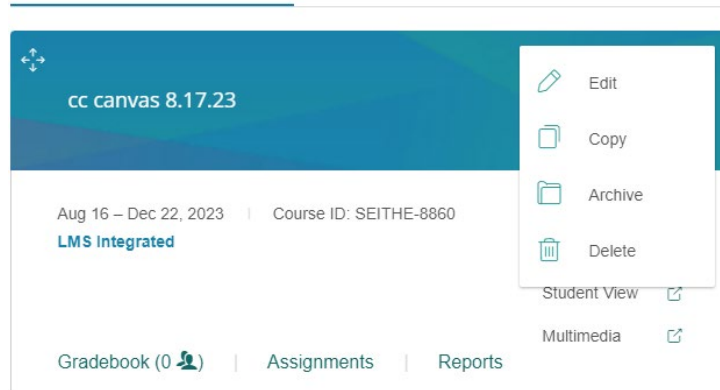 cc canvas 8.17.23
Edit
Copy
Archive
Delete
Aug 16 – Dec 22, 2023 | Course ID: SEITHE-8860
LMS Integrated
Student View
Multimedia
Gradebook (0 ) | Assignments | Reports